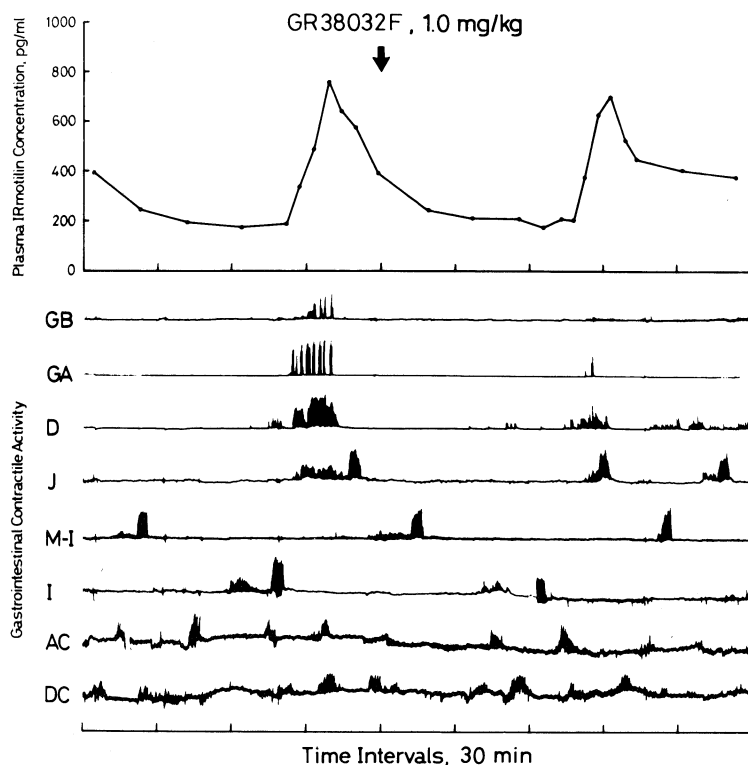 GR38032F, 1.0 mg/kg
Plasma IRmotilin Concentration, pg/ml
1000
800
600
400
200
0
Gastrointestinal Contractile Activity
GB
GA
D
J
M-I
I
AC
DC
Time Intervals, 30 min